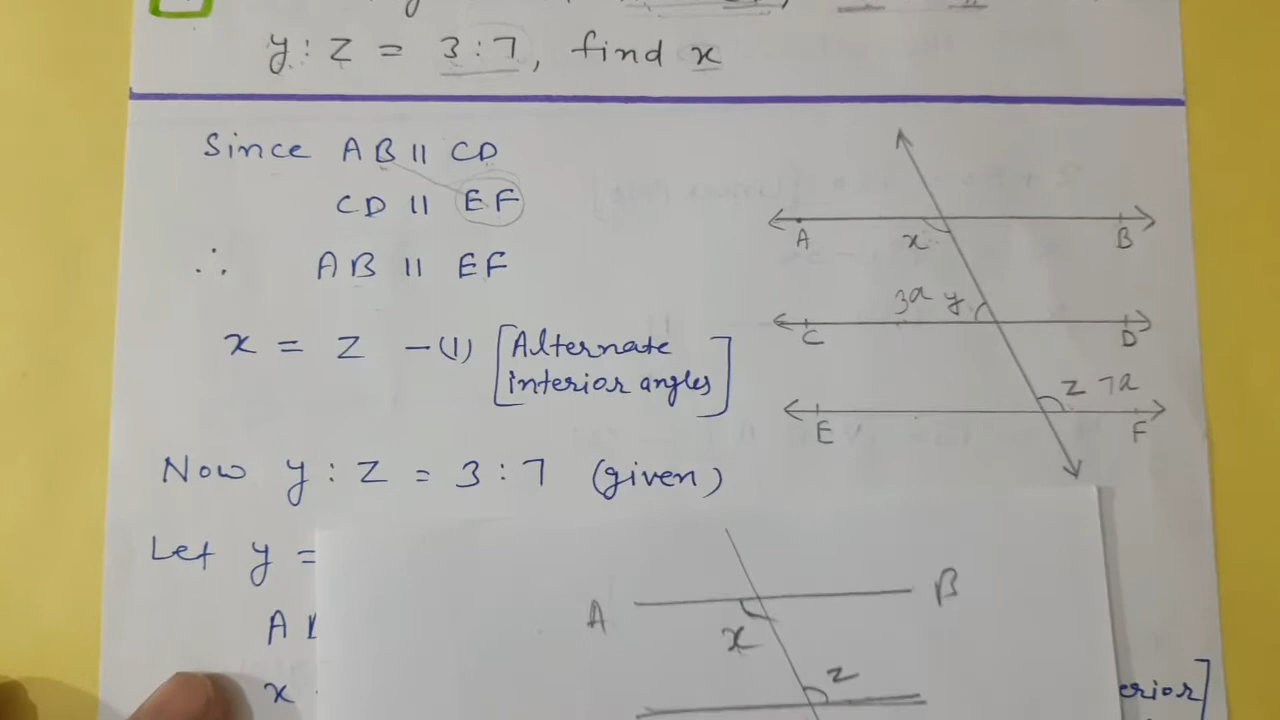 y : z = 3 : 7, find x
Since AB || CD
CD || EF
∴ AB || EF
x = z – (1) [Alternate
interior angles]
Now y : z = 3 : 7 (given)
Let y =
A
x
erior]
A
B
x
3a y
C
D
z 7a
E
F
A
B
x
z